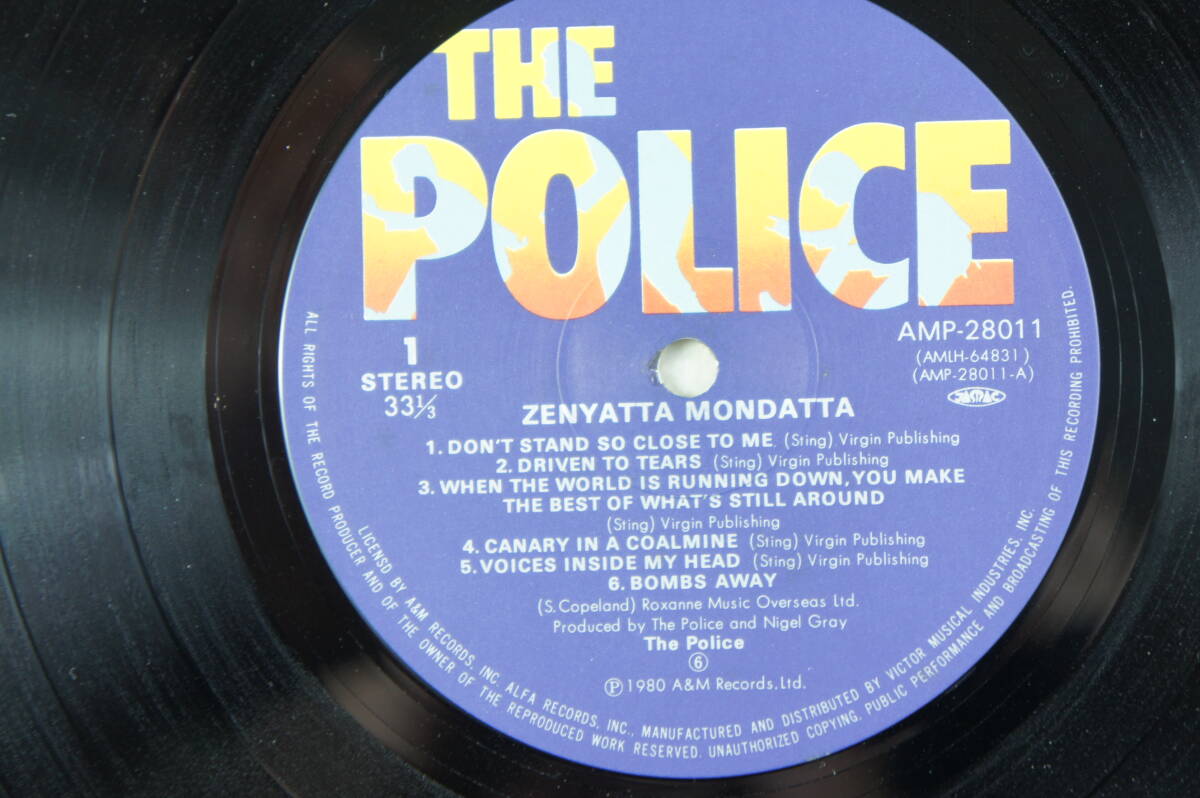 THE
POLICE
1
STEREO
33⅓
AMP-28011
(AMLH-64831)
(AMP-28011-A)
JASRAC
ZENYATTA MONDATTA
1. DON'T STAND SO CLOSE TO ME. (Sting) Virgin Publishing
2. DRIVEN TO TEARS (Sting) Virgin Publishing
3. WHEN THE WORLD IS RUNNING DOWN, YOU MAKE
THE BEST OF WHAT'S STILL AROUND
(Sting) Virgin Publishing
4. CANARY IN A COALMINE (Sting) Virgin Publishing
5. VOICES INSIDE MY HEAD (Sting) Virgin Publishing
6. BOMBS AWAY
(S. Copeland) Roxanne Music Overseas Ltd.
Produced by The Police and Nigel Gray
The Police
⑥
Ⓟ 1980 A&M Records. Ltd.
LICENSD BY A&M RECORDS, INC. ALFA RECORDS, INC., MANUFACTURED AND DISTRIBUTED BY VICTOR MUSICAL INDUSTRIES, INC.
ALL RIGHTS OF THE RECORD PRODUCER AND OF THE OWNER OF THE REPRODUCED WORK RESERVED. UNAUTHORIZED COPYING. PUBLIC PERFORMANCE AND BROADCASTING OF THIS RECORDING PROHIBITED.